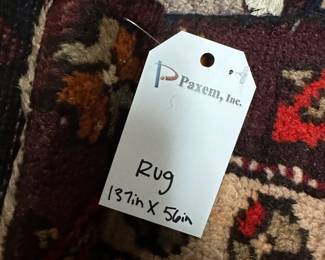 Paxem, Inc.
Rug
137in X 56in